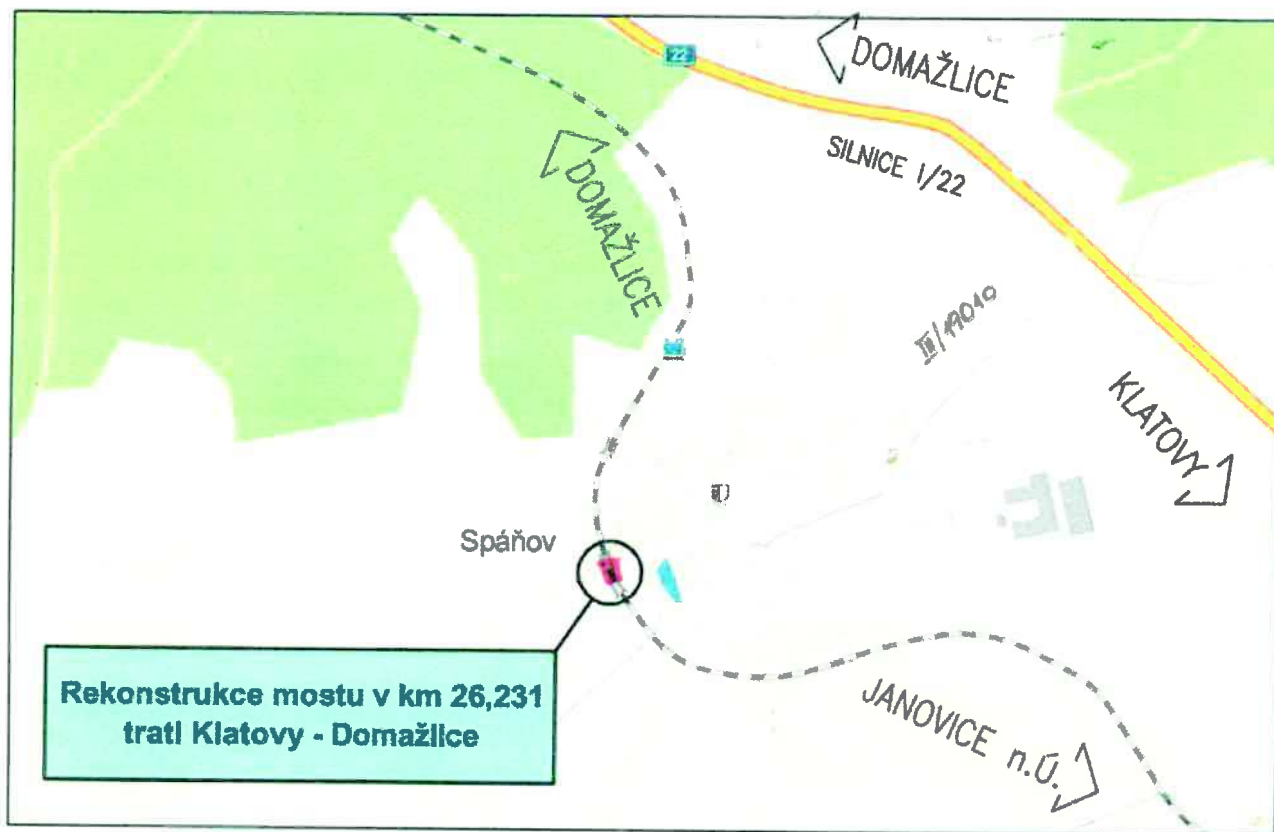 22
DOMAŽLICE
SILNICE I/22
DOMAŽLICE
III/19010
KLATOVY
Spáňov
Rekonstrukce mostu v km 26,231
trati Klatovy - Domažlice
JANOVICE n.Ú.